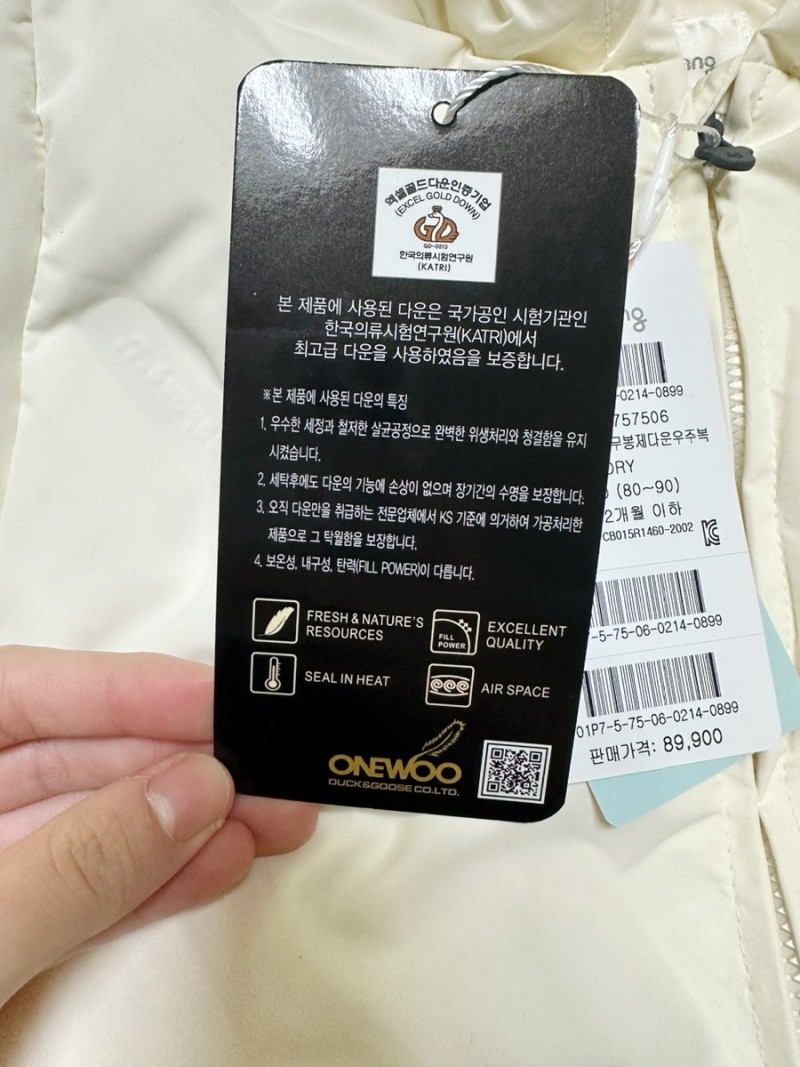 엑셀골드다운인증기업
(EXCEL GOLD DOWN)
GD-0013
한국의류시험연구원
(KATRI)
본 제품에 사용된 다운은 국가공인 시험기관인
한국의류시험연구원(KATRI)에서
최고급 다운을 사용하였음을 보증합니다.
※본 제품에 사용된 다운의 특징
1. 우수한 세정과 철저한 살균공정으로 완벽한 위생처리와 청결함을 유지
시켰습니다.
2. 세탁후에도 다운의 기능에 손상이 없으며 장기간의 수명을 보장합니다.
3. 오직 다운만을 취급하는 전문업체에서 KS 기준에 의거하여 가공처리한
제품으로 그 탁월함을 보장합니다.
4. 보온성, 내구성, 탄력(FILL POWER)이 다릅니다.
FRESH & NATURE'S
RESOURCES
FILL
POWER
EXCELLENT
QUALITY
SEAL IN HEAT
AIR SPACE
ONEWOO
DUCK&GOOSE CO.LTD.
-0214-0899
757506
무봉제다운우주복
DRY
(80~90)
2개월 이하
CB015R1460-2002
-5-75-06-0214-0899
01P7-5-75-06-0214-0899
판매가격: 89,900